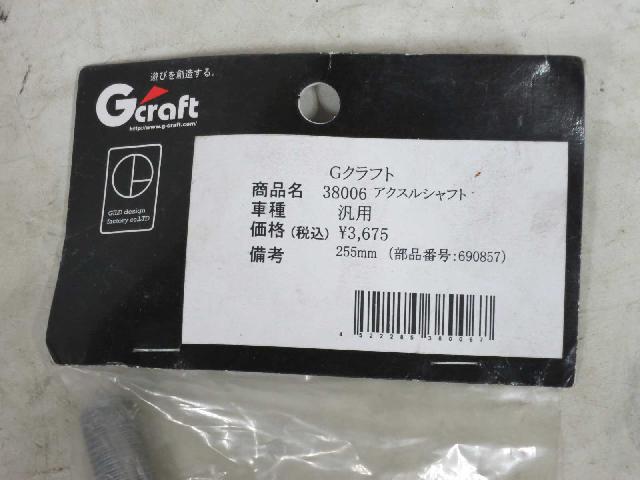 遊びを創造する。
Gcraft
http://www.g-craft.com/
GILD design
factory co.LTD
Gクラフト
商品名 38006 アクスルシャフト
車種 汎用
価格(税込) ¥3,675
備考 255mm (部品番号:690857)